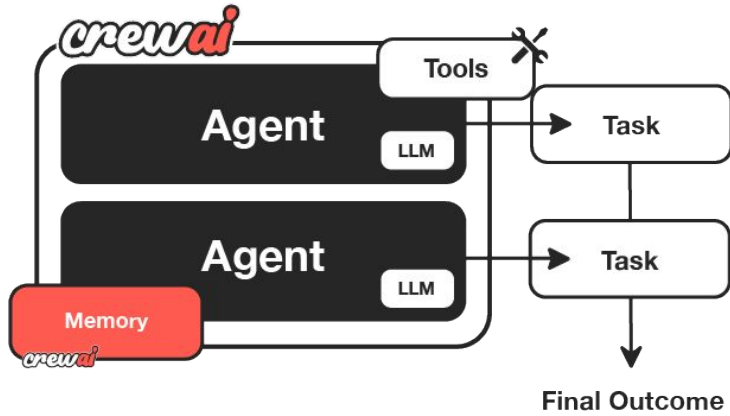 crewai
Tools
Agent
LLM
Task
Agent
LLM
Task
Memory
crewai
Final Outcome